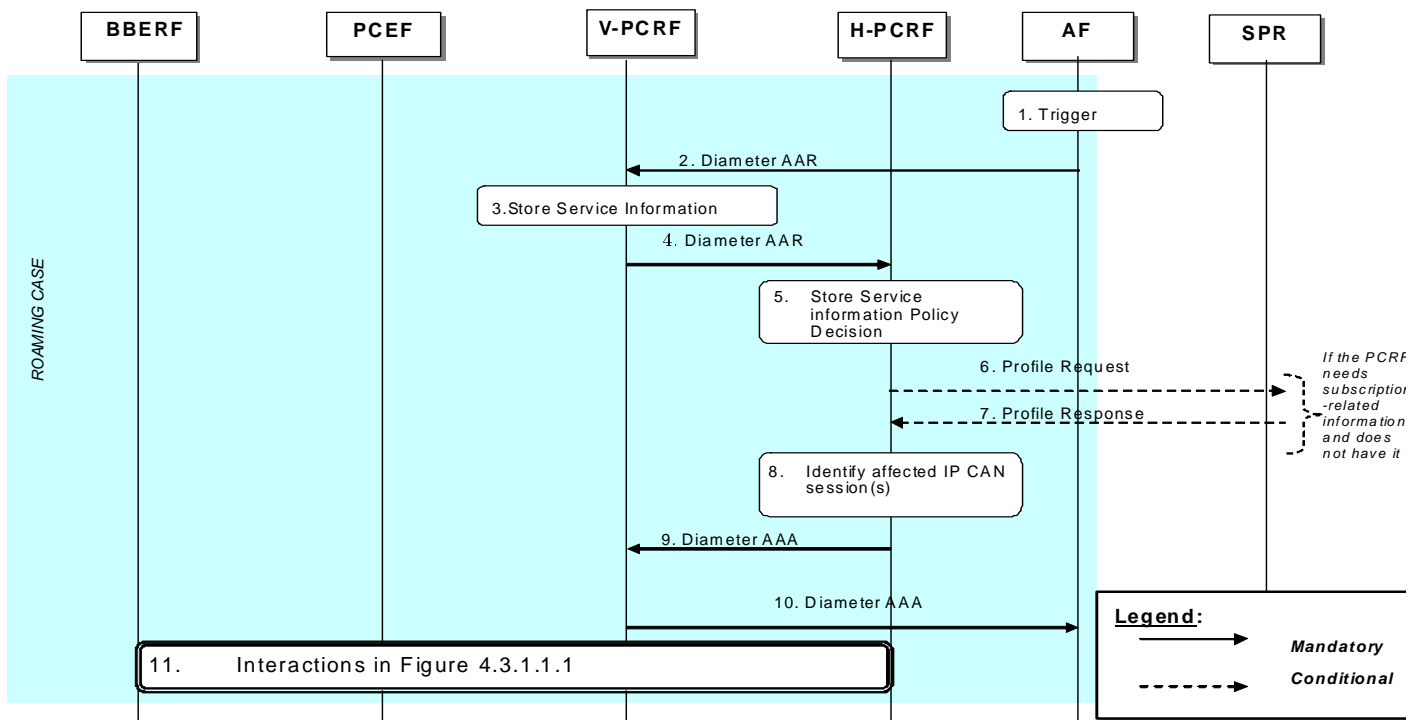 BBERF
PCEF
V-PCRF
H-PCRF
AF
SPR
1. Trigger
2. Diameter AAR
3.Store Service Information
4. Diameter AAR
ROAMING CASE
5. Store Service
information Policy
Decision
6. Profile Request
7. Profile Response
If the PCRF
needs
subscription
-related
information
and does
not have it
8. Identify affected IP CAN
session(s)
9. Diameter AAA
10. Diameter AAA
11. Interactions in Figure 4.3.1.1.1
Legend:
Mandatory
Conditional